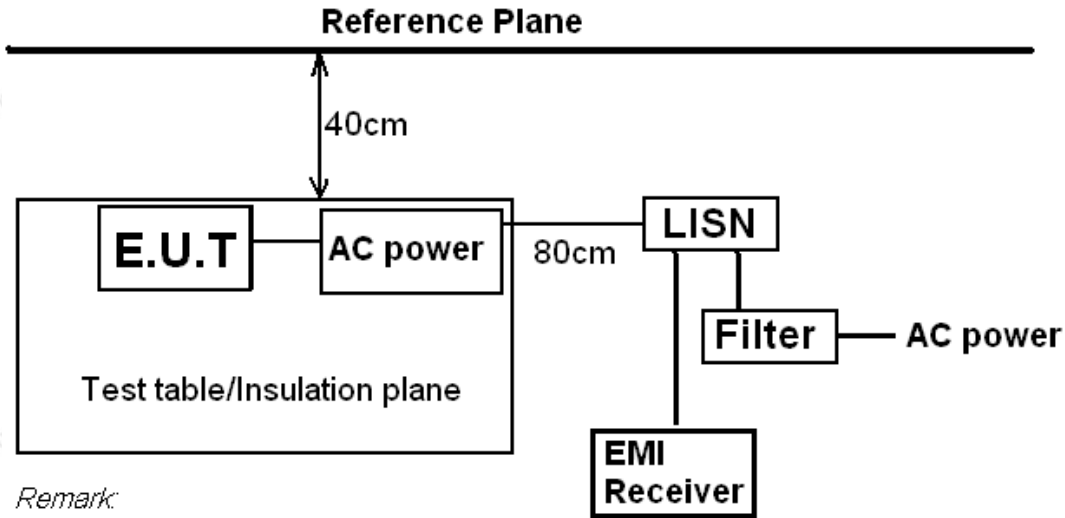 Reference Plane
40cm
E.U.T
AC power
80cm
LISN
Filter
AC power
Test table/Insulation plane
EMI
Receiver
Remark: